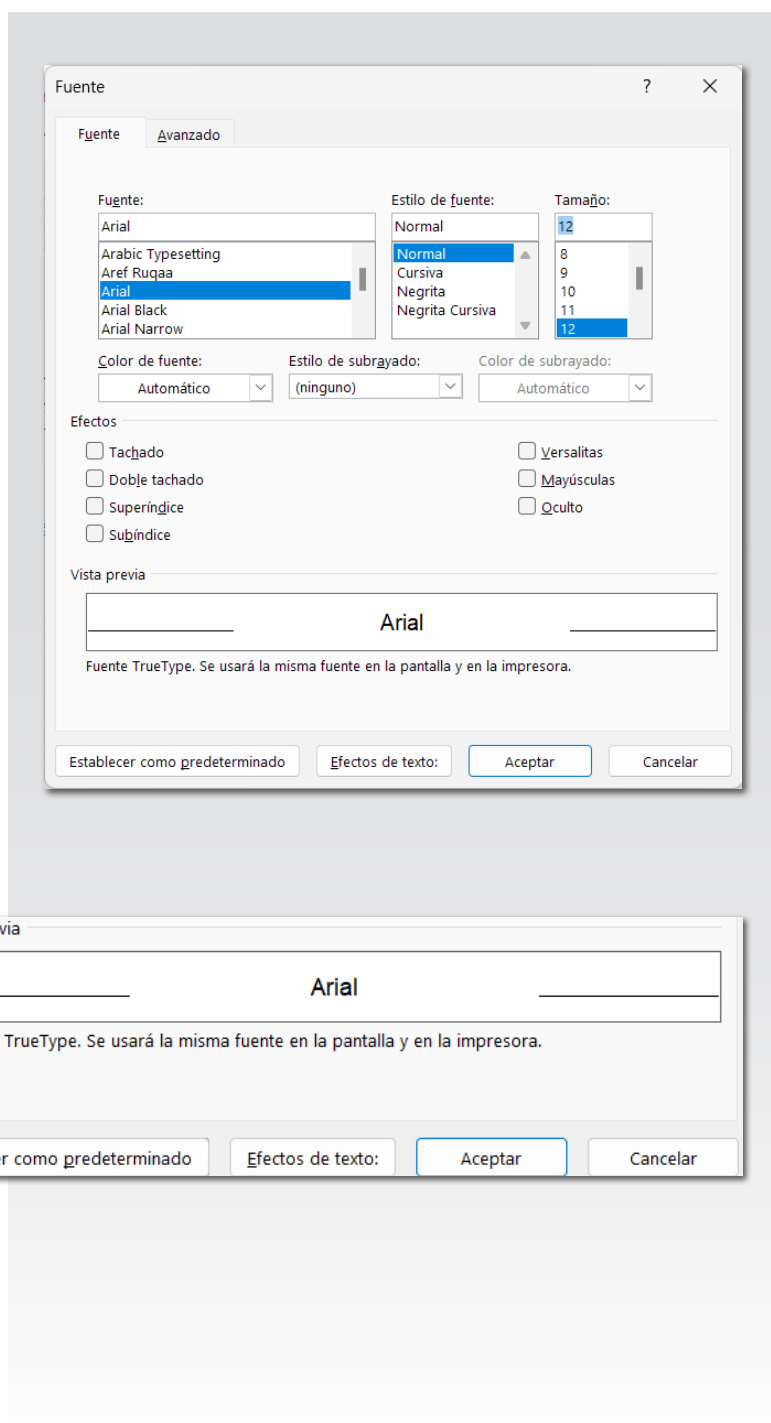 Fuente ? ×
Fuente Avanzado
Fuente: Estilo de fuente: Tamaño:
Arial Normal 12
Arabic Typesetting Normal 8
Aref Ruqaa Cursiva 9
Arial Negrita 10
Arial Black Negrita Cursiva 11
Arial Narrow 12
Color de fuente: Estilo de subrayado: Color de subrayado:
Automático (ninguno) Automático
Efectos
Tachado Versalitas
Doble tachado Mayúsculas
Superíndice Oculto
Subíndice
Vista previa
Arial
Fuente TrueType. Se usará la misma fuente en la pantalla y en la impresora.
Establecer como predeterminado Efectos de texto: Aceptar Cancelar
via
Arial
TrueType. Se usará la misma fuente en la pantalla y en la impresora.
er como predeterminado Efectos de texto: Aceptar Cancelar